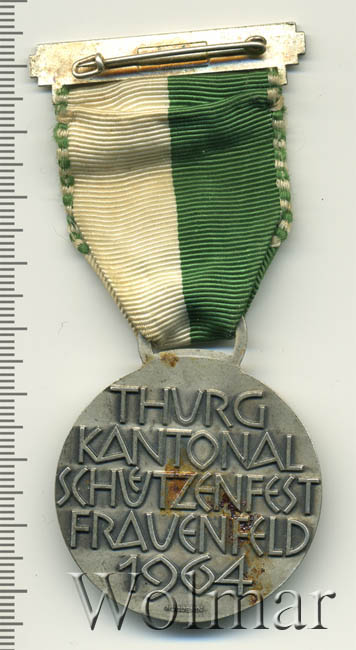 THURG
KANTONAL
SCHÜTZENFEST
FRAUENFELD
1964
Wolmar